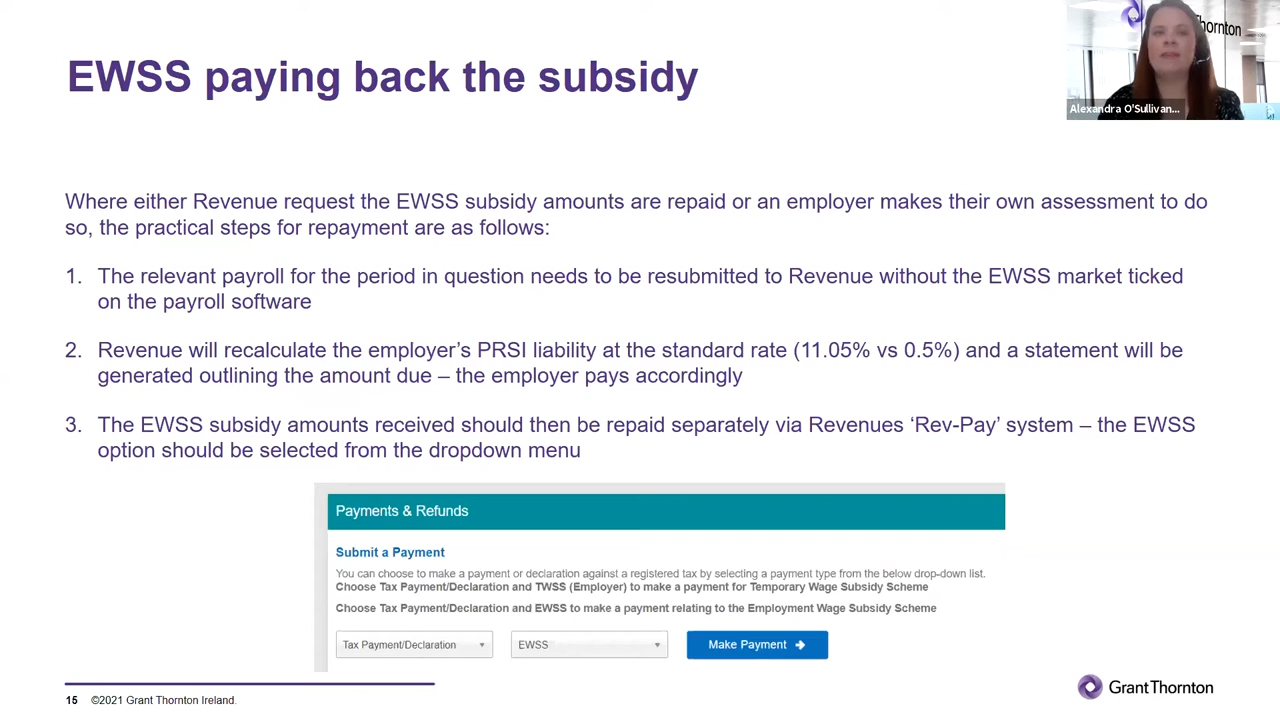 EWSS paying back the subsidy
hornton
Alexandra O'Sullivan...
Where either Revenue request the EWSS subsidy amounts are repaid or an employer makes their own assessment to do
so, the practical steps for repayment are as follows:
1. The relevant payroll for the period in question needs to be resubmitted to Revenue without the EWSS market ticked
on the payroll software
2. Revenue will recalculate the employer's PRSI liability at the standard rate (11.05% vs 0.5%) and a statement will be
generated outlining the amount due – the employer pays accordingly
3. The EWSS subsidy amounts received should then be repaid separately via Revenues ‘Rev-Pay’ system – the EWSS
option should be selected from the dropdown menu
Payments & Refunds
Submit a Payment
You can choose to make a payment or declaration against a registered tax by selecting a payment type from the below drop-down list.
Choose Tax Payment/Declaration and TWSS (Employer) to make a payment for Temporary Wage Subsidy Scheme
Choose Tax Payment/Declaration and EWSS to make a payment relating to the Employment Wage Subsidy Scheme
Tax Payment/Declaration EWSS Make Payment
15 ©2021 Grant Thornton Ireland.
GrantThornton